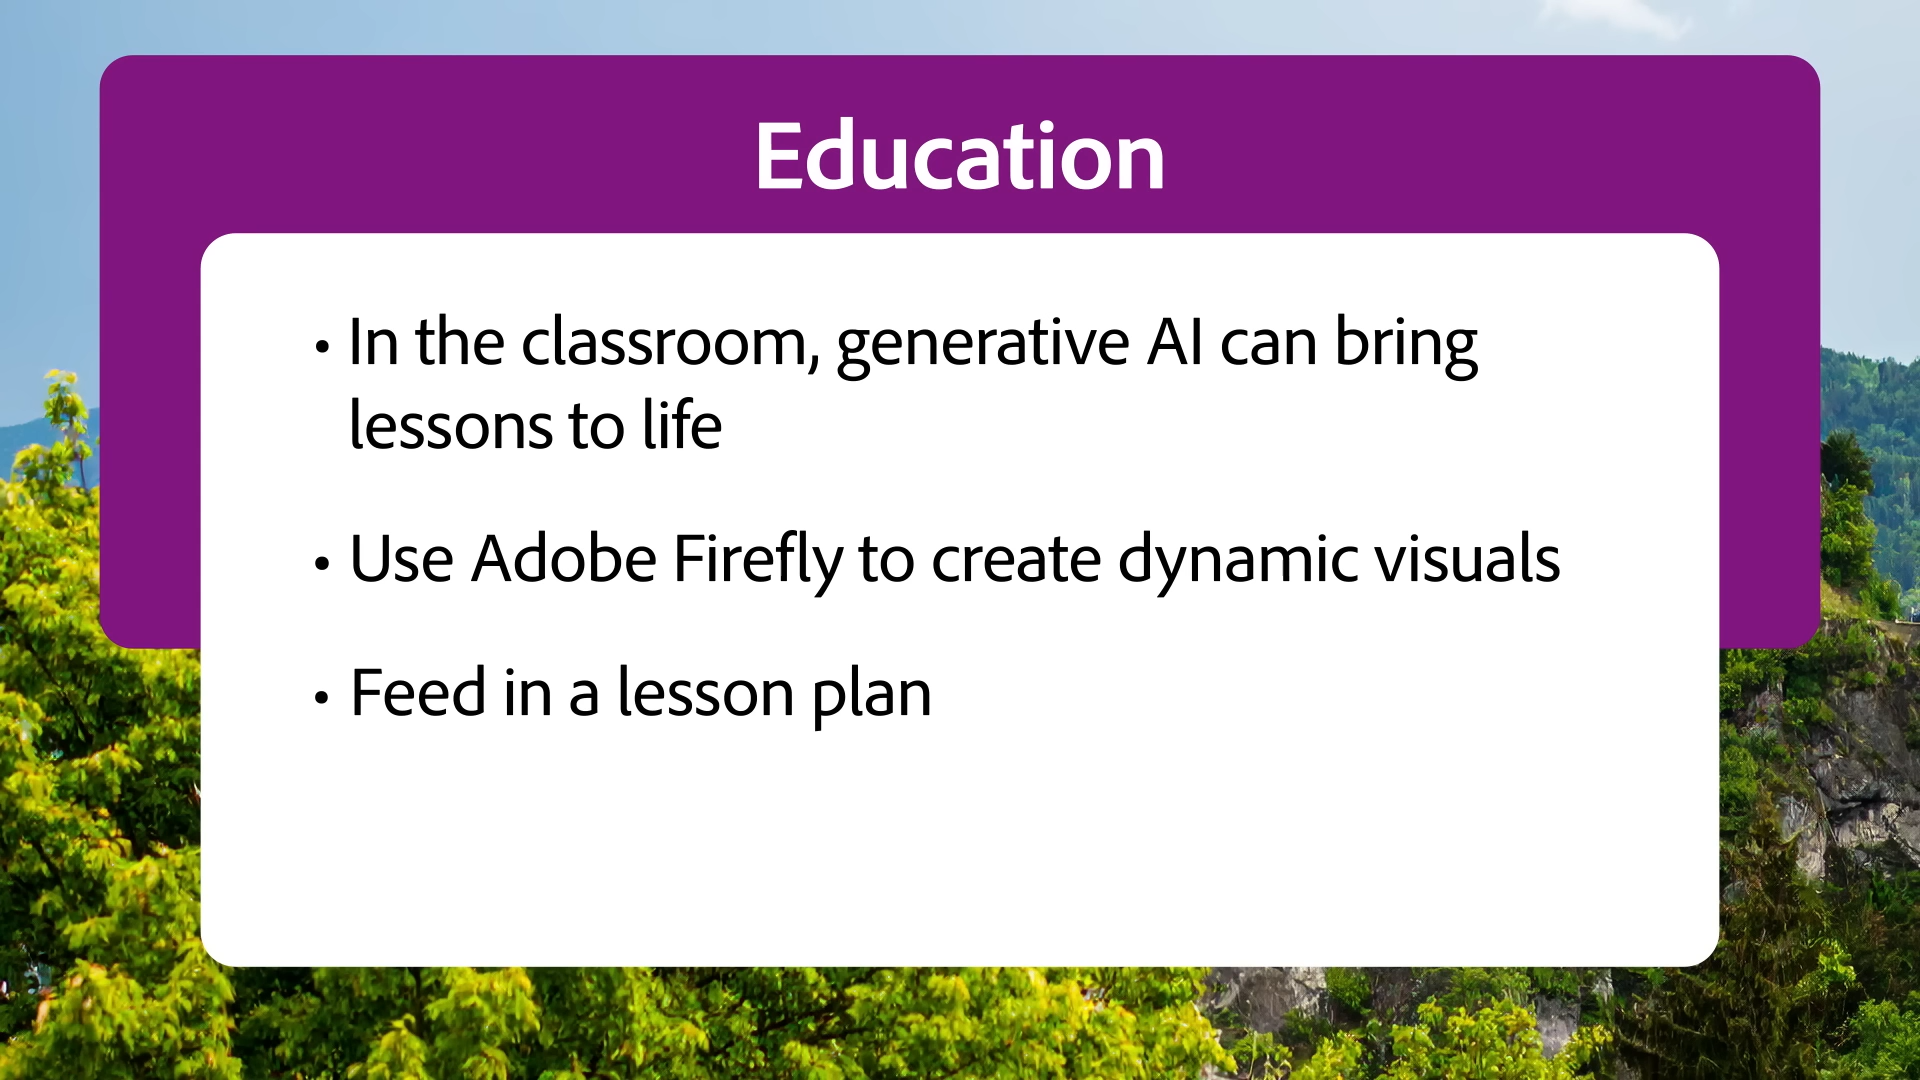 Education
• In the classroom, generative AI can bring
lessons to life
• Use Adobe Firefly to create dynamic visuals
• Feed in a lesson plan